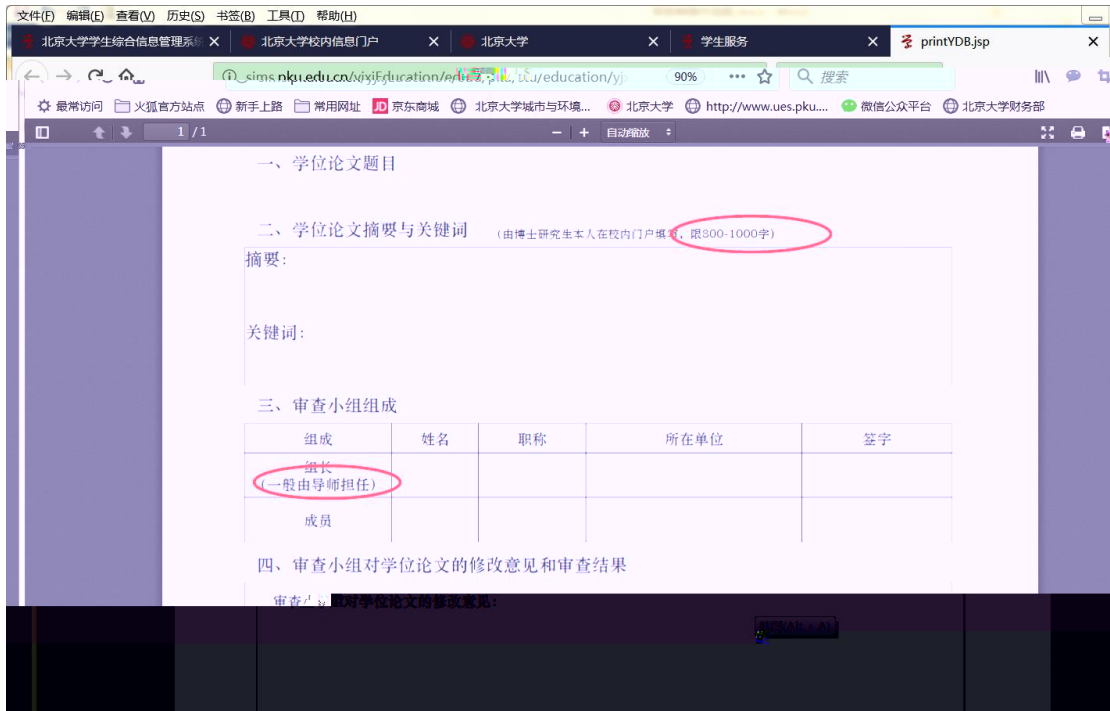 文件(F) 编辑(E) 查看(V) 历史(S) 书签(B) 工具(T) 帮助(H)
北京大学学生综合信息管理系统 北京大学校内信息门户 北京大学 学生服务 printYDB.jsp
sims.pku.edu.cn 90% 搜索
最常访问 火狐官方站点 新手上路 常用网址 JD 京东商城 北京大学城市与环境... 北京大学 http://www.ues.pku.... 微信公众平台 北京大学财务部
1 / 1 自动缩放
一、学位论文题目
二、学位论文摘要与关键词 (由博士研究生本人在校内门户填写，限800-1000字)
摘要：
关键词：
三、审查小组组成
组成 姓名 职称 所在单位 签字
组长
(一般由导师担任)
成员
四、审查小组对学位论文的修改意见和审查结果
审查小组对学位论文的修改意见：